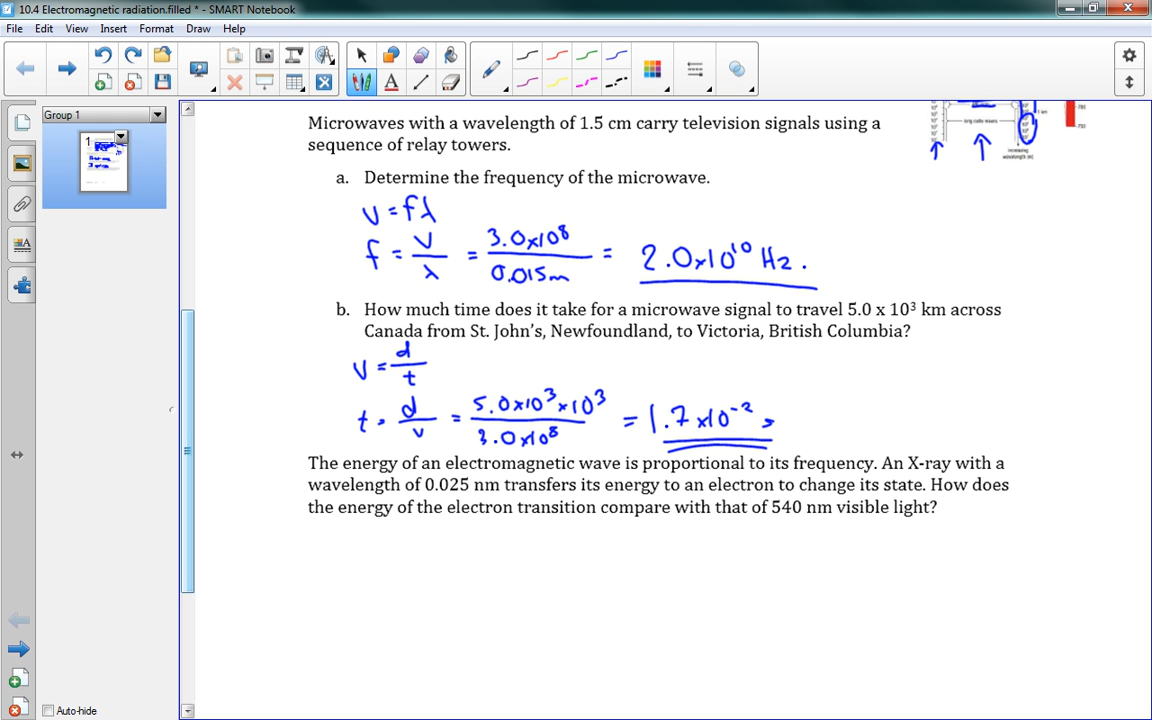 10.4 Electromagnetic radiation.filled * - SMART Notebook
File Edit View Insert Format Draw Help
Group 1
1
Microwaves with a wavelength of 1.5 cm carry television signals using a
sequence of relay towers.
a. Determine the frequency of the microwave.
v = fλ
f = v/λ = 3.0x10⁸/0.015m = 2.0x10¹⁰ Hz.
b. How much time does it take for a microwave signal to travel 5.0 x 10³ km across
Canada from St. John's, Newfoundland, to Victoria, British Columbia?
v = d/t
t = d/v = 5.0x10³x10³/3.0x10⁸ = 1.7x10⁻² s
The energy of an electromagnetic wave is proportional to its frequency. An X-ray with a
wavelength of 0.025 nm transfers its energy to an electron to change its state. How does
the energy of the electron transition compare with that of 540 nm visible light?
Auto-hide